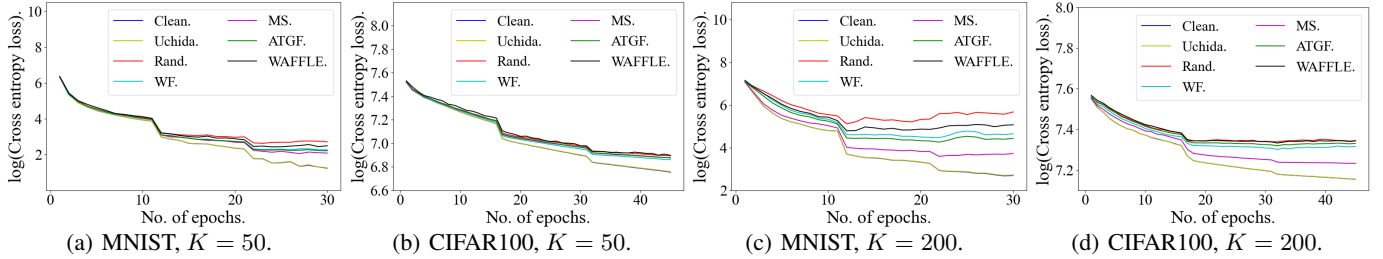 log(Cross entropy loss).
10
8
6
4
2
0
10
20
30
No. of epochs.
Clean.
Uchida.
Rand.
WF.
MS.
ATGF.
WAFFLE.
(a) MNIST, K = 50.
log(Cross entropy loss).
8.0
7.8
7.6
7.4
7.2
7.0
6.8
6.6
0
10
20
30
40
No. of epochs.
Clean.
Uchida.
Rand.
WF.
MS.
ATGF.
WAFFLE.
(b) CIFAR100, K = 50.
log(Cross entropy loss).
10
8
6
4
2
0
10
20
30
No. of epochs.
Clean.
Uchida.
Rand.
WF.
MS.
ATGF.
WAFFLE.
(c) MNIST, K = 200.
log(Cross entropy loss).
8.0
7.8
7.6
7.4
7.2
0
10
20
30
40
No. of epochs.
Clean.
Uchida.
Rand.
MS.
ATGF.
WAFFLE.
WF.
(d) CIFAR100, K = 200.